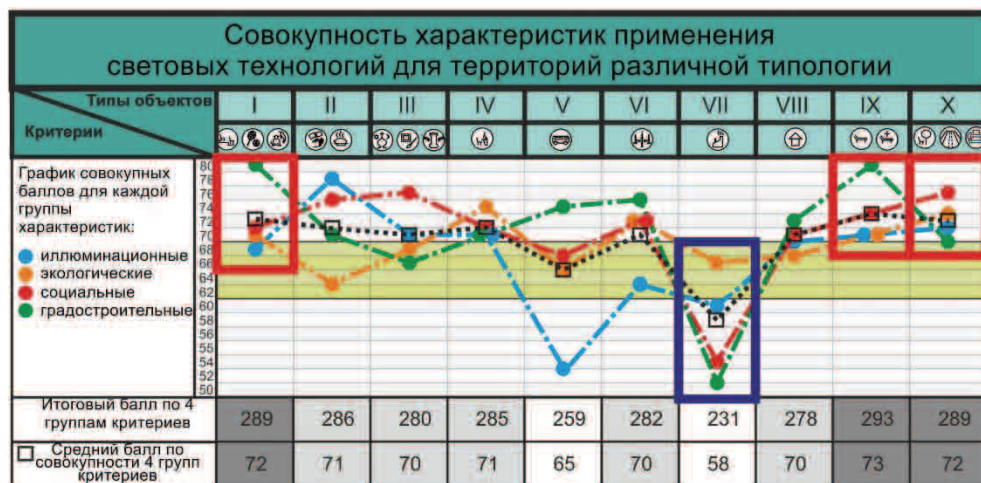 Совокупность характеристик применения
световых технологий для территорий различной типологии
Типы объектов
Критерии
I II III IV V VI VII VIII IX X
График совокупных
баллов для каждой
группы
характеристик:
иллюминационные
экологические
социальные
градостроительные
80
78
76
74
72
70
68
66
64
62
60
58
56
54
52
50
Итоговый балл по 4
группам критериев
289 286 280 285 259 282 231 278 293 289
Средний балл по
совокупности 4 групп
критериев
72 71 70 71 65 70 58 70 73 72